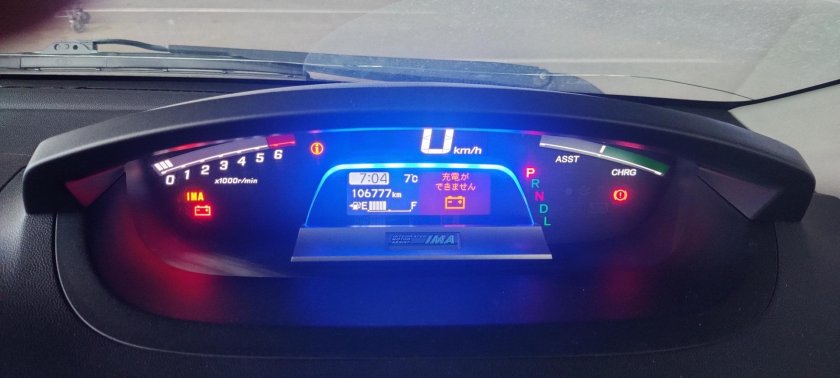 0 1 2 3 4 5 6
x1000r/min
IMA
0 km/h
7:04 7°C
106777km
E F
充電が
できません
IMA
P
R
N
D
L
ASST
CHRG